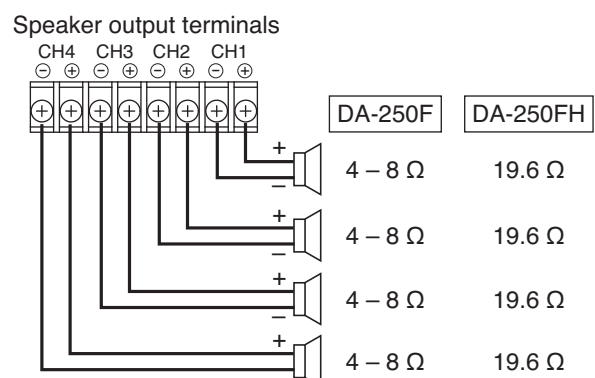 Speaker output terminals
CH4 CH3 CH2 CH1
⊖ ⊕ ⊖ ⊕ ⊖ ⊕ ⊖ ⊕
DA-250F DA-250FH
+
4 – 8 Ω 19.6 Ω
–
+
4 – 8 Ω 19.6 Ω
–
+
4 – 8 Ω 19.6 Ω
–
+
4 – 8 Ω 19.6 Ω
–